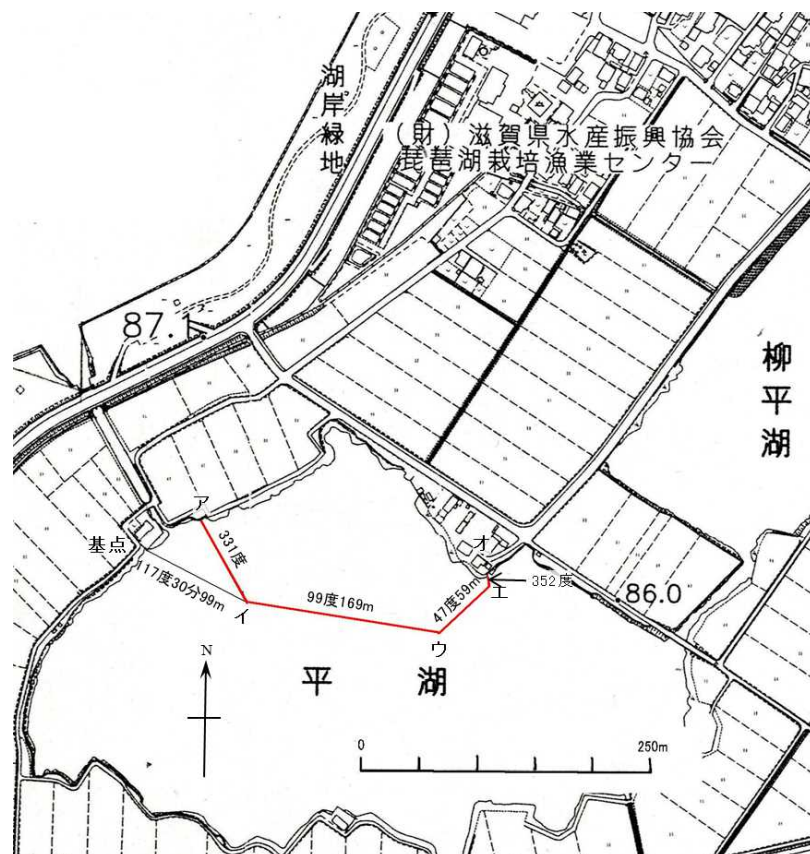 湖岸緑地
（財）滋賀県水産振興協会
琵琶湖栽培漁業センター
87.1
柳平湖
ア
331度
基点
117度30分99m
イ
99度169m
ウ
47度59m
オ
エ
352度
86.0
N
平湖
0
250m